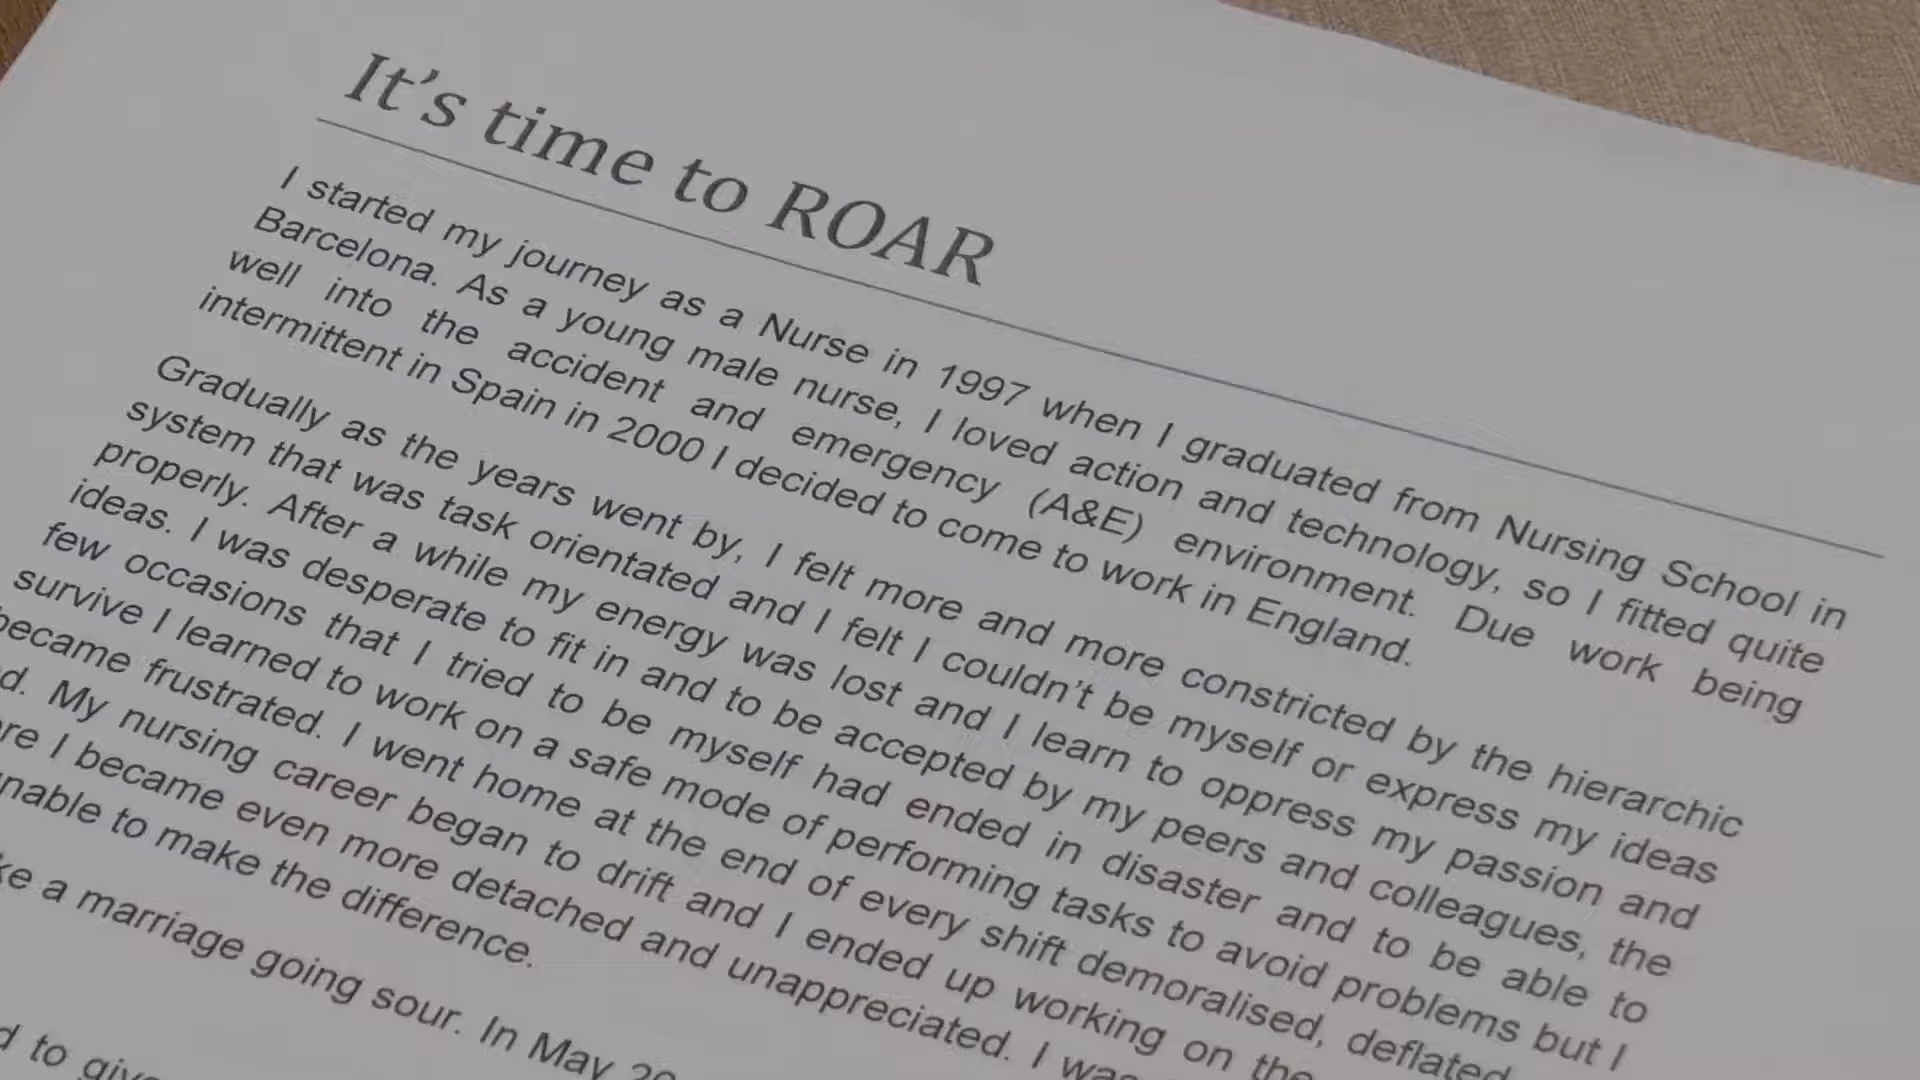 It's time to ROAR
I started my journey as a Nurse in 1997 when I graduated from Nursing School in
Barcelona. As a young male nurse, I loved action and technology, so I fitted quite
well into the accident and emergency (A&E) environment. Due work being
intermittent in Spain in 2000 I decided to come to work in England.
Gradually as the years went by, I felt more and more constricted by the hierarchic
system that was task orientated and I felt I couldn't be myself or express my ideas
properly. After a while my energy was lost and I learn to oppress my passion and
ideas. I was desperate to fit in and to be accepted by my peers and colleagues, the
few occasions that I tried to be myself had ended in disaster and to be able to
survive I learned to work on a safe mode of performing tasks to avoid problems but I
became frustrated. I went home at the end of every shift demoralised, deflated
My nursing career began to drift and I ended up working on the
I became even more detached and unappreciated. I was
to make the difference.
a marriage going sour. In May
to give